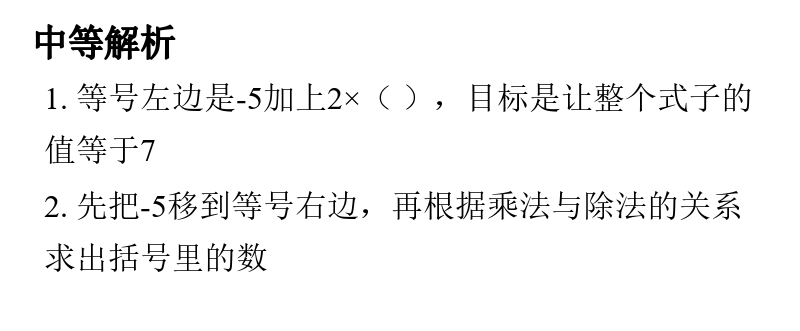 中等解析
1. 等号左边是-5加上2×（ ），目标是让整个式子的
值等于7
2. 先把-5移到等号右边，再根据乘法与除法的关系
求出括号里的数